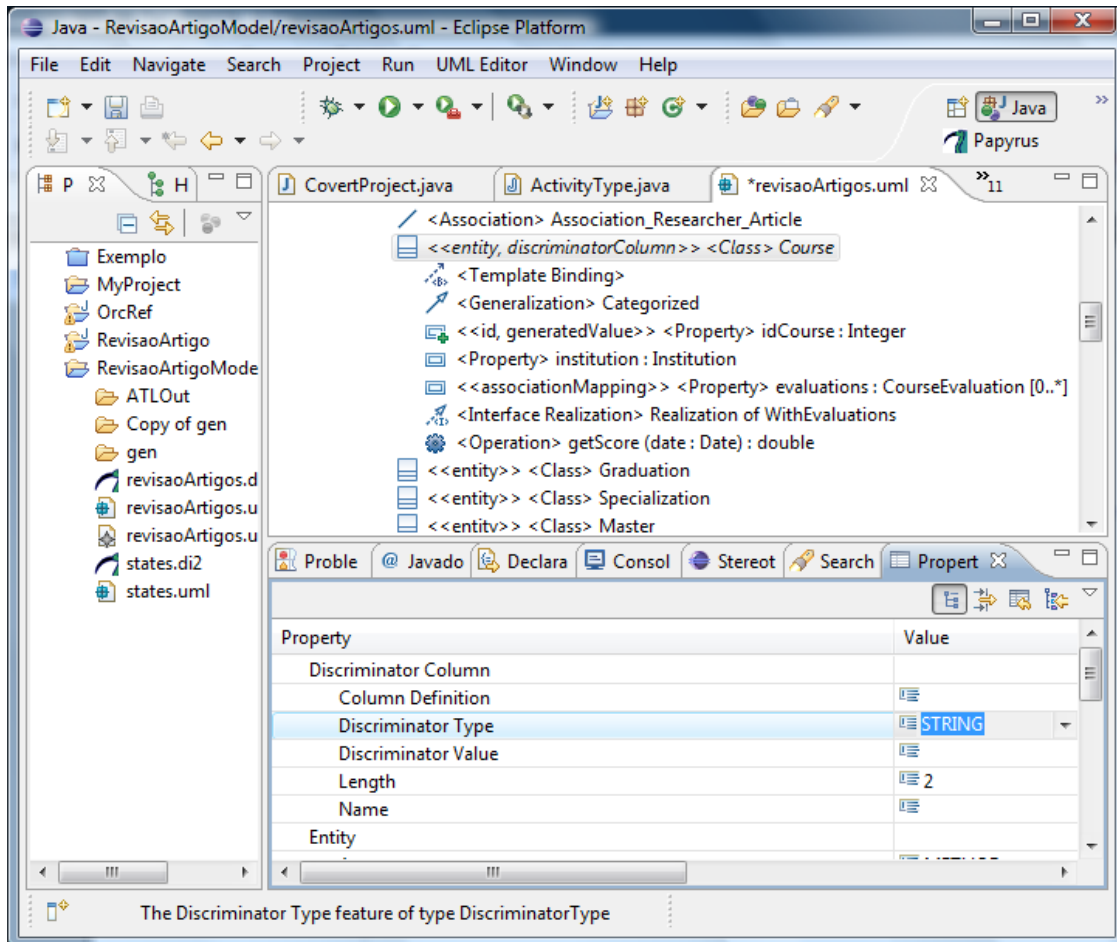 Java - RevisaoArtigoModel/revisaoArtigos.uml - Eclipse Platform
File Edit Navigate Search Project Run UML Editor Window Help
Java
Papyrus
P
H
Exemplo
MyProject
OrcRef
RevisaoArtigo
RevisaoArtigoMode
ATLOut
Copy of gen
gen
revisaoArtigos.d
revisaoArtigos.u
revisaoArtigos.u
states.di2
states.uml
CovertProject.java ActivityType.java *revisaoArtigos.uml »11
<Association> Association_Researcher_Article
<<entity, discriminatorColumn>> <Class> Course
<Template Binding>
<Generalization> Categorized
<<id, generatedValue>> <Property> idCourse : Integer
<Property> institution : Institution
<<associationMapping>> <Property> evaluations : CourseEvaluation [0..*]
<Interface Realization> Realization of WithEvaluations
<Operation> getScore (date : Date) : double
<<entity>> <Class> Graduation
<<entity>> <Class> Specialization
<<entity>> <Class> Master
Proble Javado Declara Consol Stereot Search Propert
Property Value
Discriminator Column
Column Definition
Discriminator Type STRING
Discriminator Value
Length 2
Name
Entity
The Discriminator Type feature of type DiscriminatorType